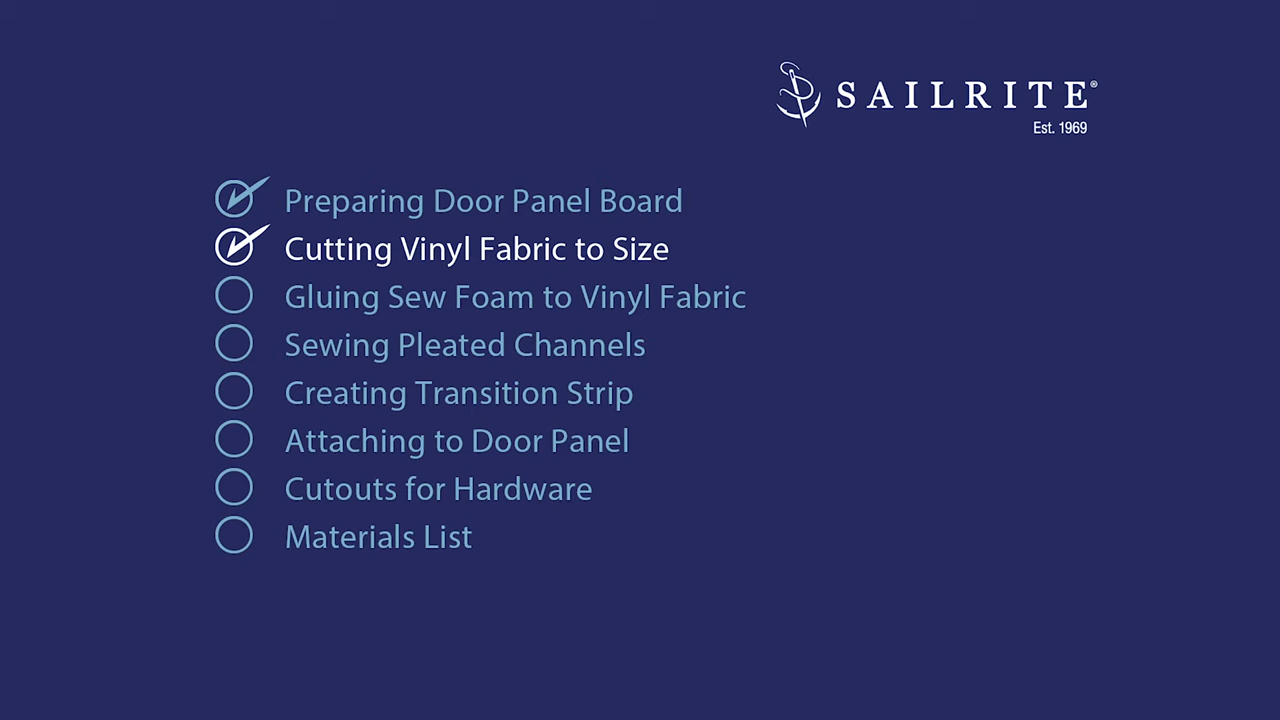 SAILRITE®
Est. 1969
Preparing Door Panel Board
Cutting Vinyl Fabric to Size
Gluing Sew Foam to Vinyl Fabric
Sewing Pleated Channels
Creating Transition Strip
Attaching to Door Panel
Cutouts for Hardware
Materials List